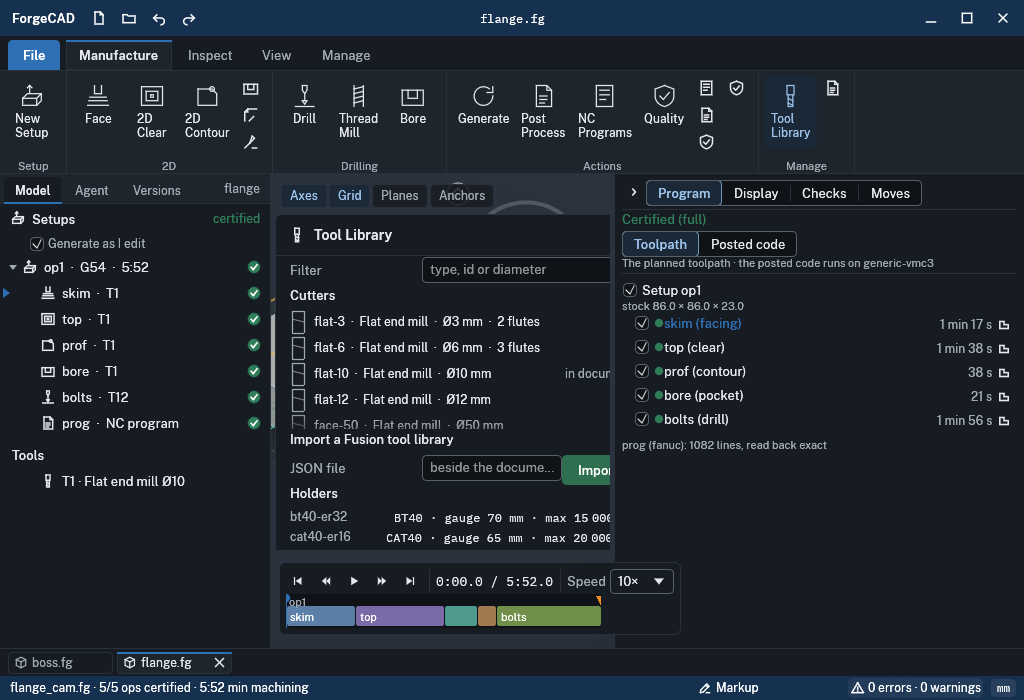 ForgeCAD
flange.fg
File Manufacture Inspect View Manage
New Setup
Face
2D Clear
2D Contour
Drill
Thread Mill
Bore
Generate
Post Process
NC Programs
Quality
Tool Library
Setup
2D
Drilling
Actions
Manage
Model Agent Versions flange
Setups certified
Generate as I edit
op1 · G54 · 5:52
skim · T1
top · T1
prof · T1
bore · T1
bolts · T12
prog · NC program
Tools
T1 · Flat end mill Ø10
Axes Grid Planes Anchors
Tool Library
Filter type, id or diameter
Cutters
flat-3 · Flat end mill · Ø3 mm · 2 flutes
flat-6 · Flat end mill · Ø6 mm · 3 flutes
flat-10 · Flat end mill · Ø10 mm in docum
flat-12 · Flat end mill · Ø12 mm
face-50 · Flat end mill · Ø50 mm
Import a Fusion tool library
JSON file beside the docume... Impor
Holders
bt40-er32 BT40 · gauge 70 mm · max 15 000
cat40-er16 CAT40 · gauge 65 mm · max 20 000
0:00.0 / 5:52.0 Speed 10×
op1
skim top bolts
Program Display Checks Moves
Certified (full)
Toolpath Posted code
The planned toolpath · the posted code runs on generic-vmc3
Setup op1
stock 86.0 × 86.0 × 23.0
skim (facing) 1 min 17 s
top (clear) 1 min 38 s
prof (contour) 38 s
bore (pocket) 21 s
bolts (drill) 1 min 56 s
prog (fanuc): 1082 lines, read back exact
boss.fg flange.fg
flange_cam.fg · 5/5 ops certified · 5:52 min machining
Markup
0 errors · 0 warnings
mm